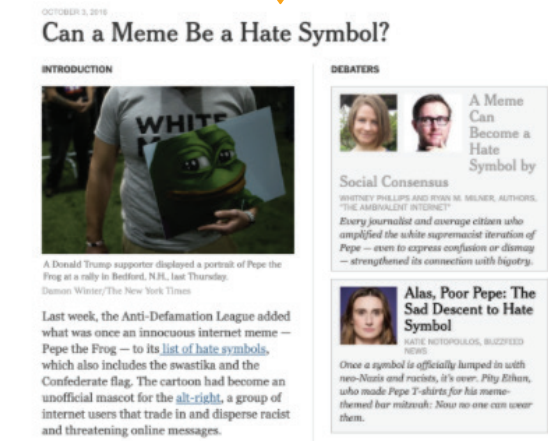 OCTOBER 3, 2016
Can a Meme Be a Hate Symbol?
INTRODUCTION
WHITE
A Donald Trump supporter displayed a portrait of Pepe the
Frog at a rally in Bedford, N.H., last Thursday.
Damon Winter/The New York Times
Last week, the Anti-Defamation League added
what was once an innocuous internet meme —
Pepe the Frog — to its list of hate symbols,
which also includes the swastika and the
Confederate flag. The cartoon had become an
unofficial mascot for the alt-right, a group of
internet users that trade in and disperse racist
and threatening online messages.
DEBATERS
A Meme
Can
Become a
Hate
Symbol by
Social Consensus
WHITNEY PHILLIPS AND RYAN M. MILNER, AUTHORS,
"THE AMBIVALENT INTERNET"
Every journalist and average citizen who
amplified the white supremacist iteration of
Pepe — even to express confusion or dismay
— strengthened its connection with bigotry.
Alas, Poor Pepe: The
Sad Descent to Hate
Symbol
KATIE NOTOPOULOS, BUZZFEED
NEWS
Once a symbol is officially lumped in with
neo-Nazis and racists, it's over. Pity Ethan,
who made Pepe T-shirts for his meme-
themed bar mitzvah: Now no one can wear
them.